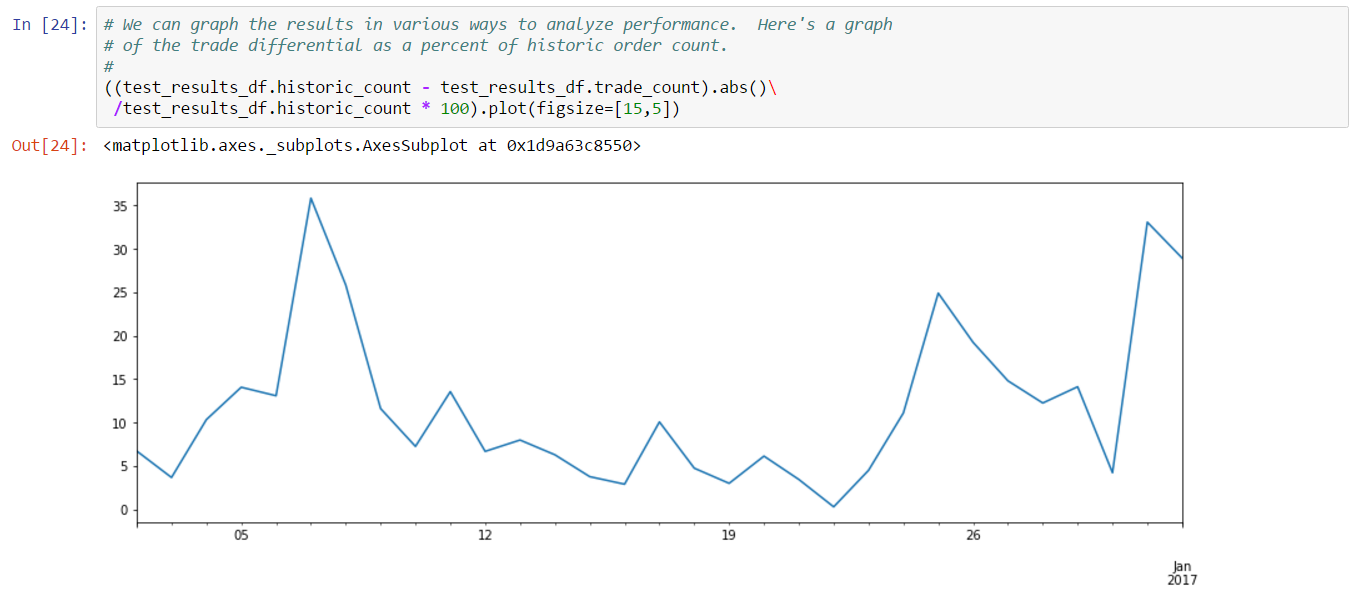 In [24]: # We can graph the results in various ways to analyze performance.  Here's a graph
# of the trade differential as a percent of historic order count.
#
((test_results_df.historic_count - test_results_df.trade_count).abs()\
 /test_results_df.historic_count * 100).plot(figsize=[15,5])
Out[24]: <matplotlib.axes._subplots.AxesSubplot at 0x1d9a63c8550>
35
30
25
20
15
10
5
0
05 12 19 26
Jan
2017